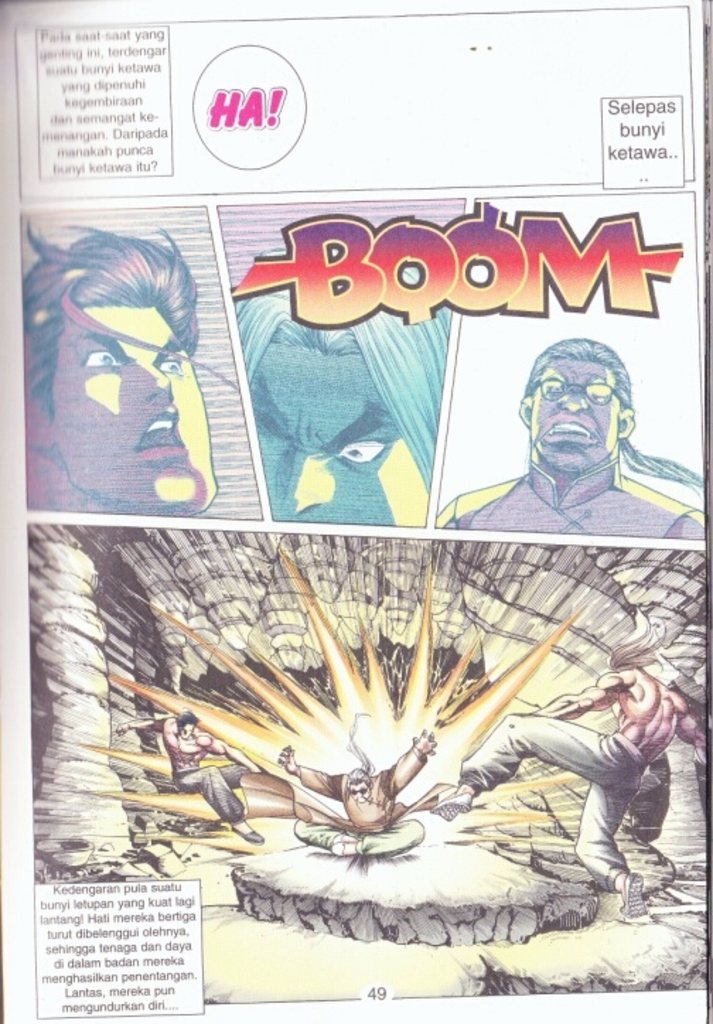 Pada saat-saat yang
genting ini, terdengar
suatu bunyi ketawa
yang dipenuhi
kegembiraan
dan semangat ke-
menangan. Daripada
manakah punca
bunyi ketawa itu?
HA!
Selepas
bunyi
ketawa..
..
BOOM
Kedengaran pula suatu
bunyi letupan yang kuat lagi
lantang! Hati mereka bertiga
turut dibelenggui olehnya,
sehingga tenaga dan daya
di dalam badan mereka
menghasilkan penentangan.
Lantas, mereka pun
mengundurkan diri....
49